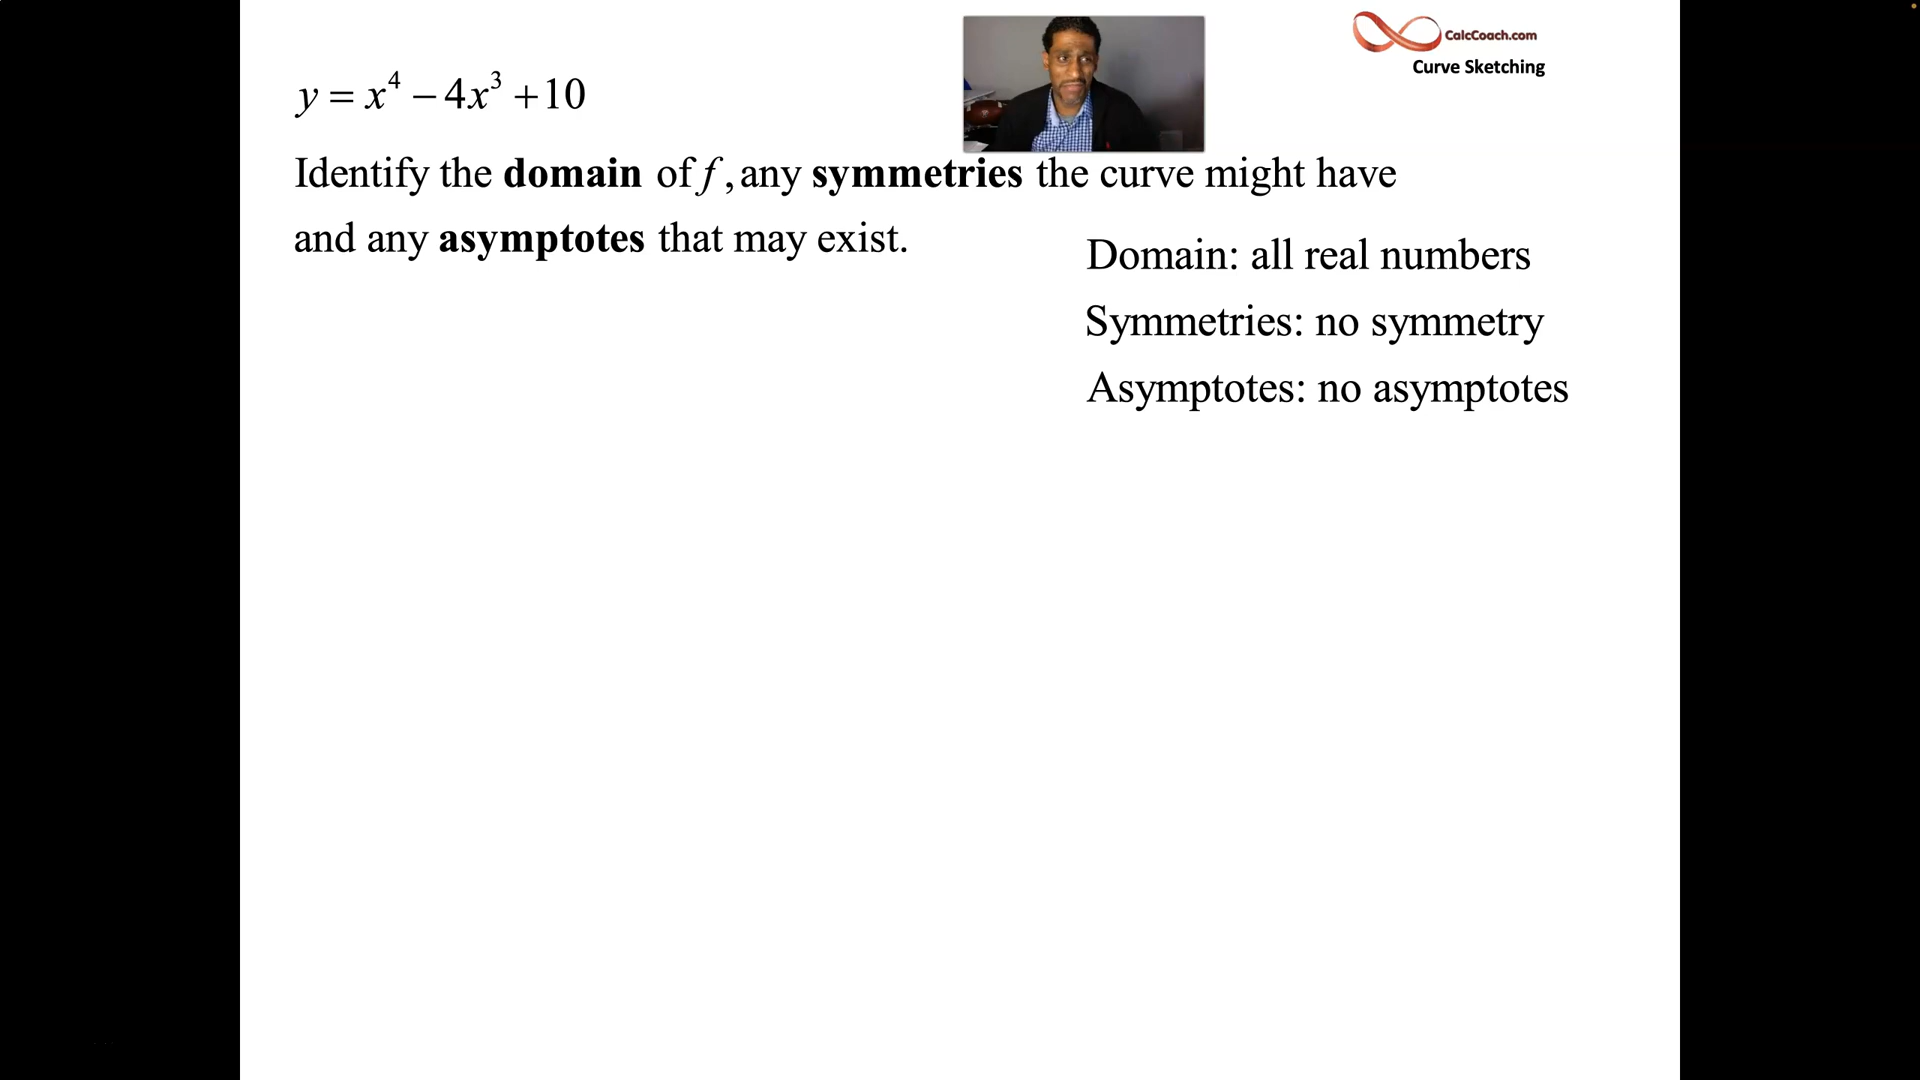 CalcCoach.com
Curve Sketching
y = x⁴ − 4x³ + 10
Identify the domain of f, any symmetries the curve might have
and any asymptotes that may exist.
Domain: all real numbers
Symmetries: no symmetry
Asymptotes: no asymptotes